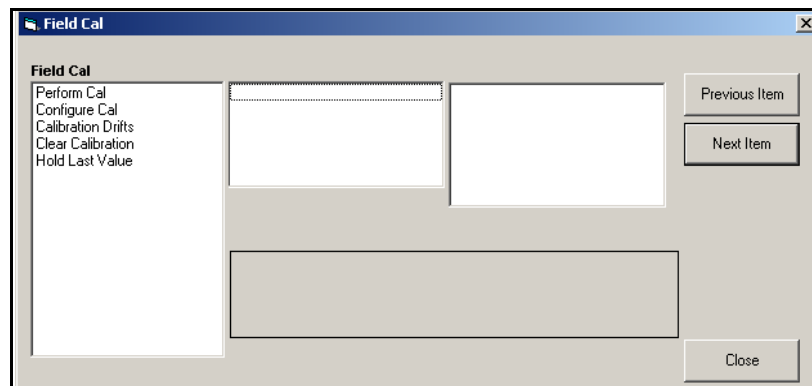 Field Cal
Field Cal
Perform Cal
Configure Cal
Calibration Drifts
Clear Calibration
Hold Last Value
Previous Item
Next Item
Close